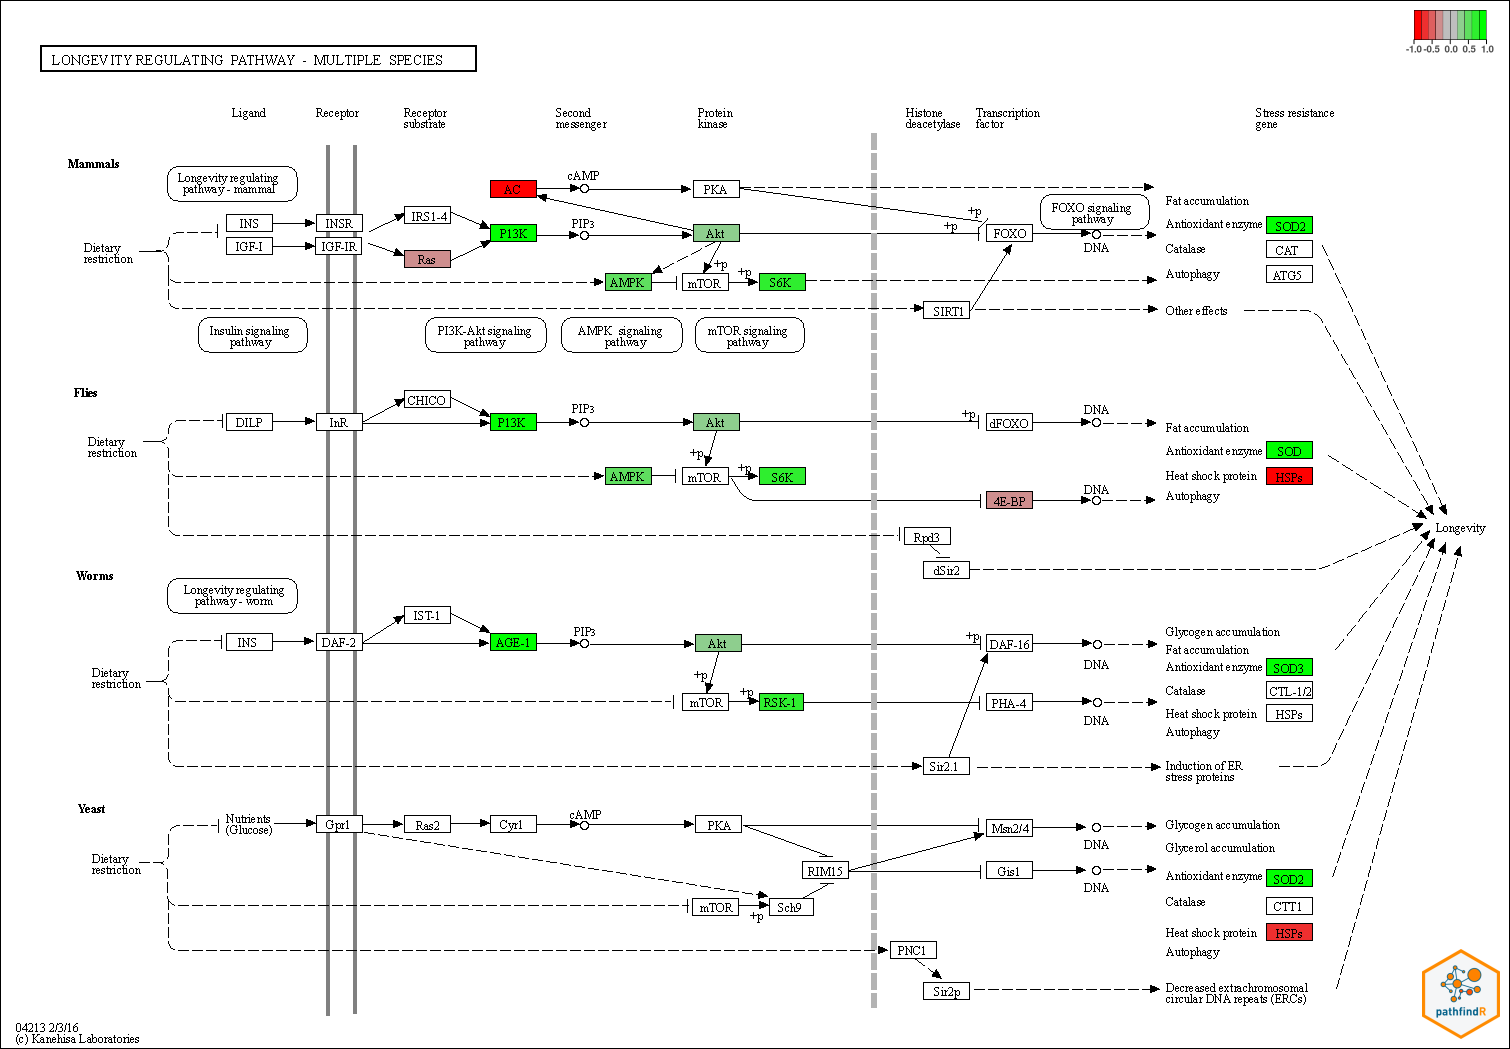 -1.0 -0.5 0.0 0.5 1.0
LONGEVITY REGULATING PATHWAY - MULTIPLE SPECIES
Ligand
Receptor
Receptor
substrate
Second
messenger
Protein
kinase
Histone
deacetylase
Transcription
factor
Stress resistance
gene
Mammals
Longevity regulating
pathway - mammal
AC
cAMP
PKA
INS
INSR
IRS1-4
P13K
PIP3
Akt
+p
+p
FOXO
FOXO signaling
pathway
DNA
Fat accumulation
Antioxidant enzyme
SOD2
Dietary
restriction
IGF-I
IGF-IR
Ras
Catalase
CAT
AMPK
mTOR
+p
+p
S6K
Autophagy
ATG5
SIRT1
Other effects
Insulin signaling
pathway
PI3K-Akt signaling
pathway
AMPK signaling
pathway
mTOR signaling
pathway
Flies
Dietary
restriction
DILP
InR
CHICO
P13K
PIP3
Akt
+p
dFOXO
DNA
Fat accumulation
Antioxidant enzyme
SOD
AMPK
+p
mTOR
+p
S6K
Heat shock protein
HSPs
4E-BP
DNA
Autophagy
Rpd3
dSir2
Longevity
Worms
Longevity regulating
pathway - worm
Dietary
restriction
INS
DAF-2
IST-1
AGE-1
PIP3
Akt
+p
DAF-16
DNA
Glycogen accumulation
Fat accumulation
Antioxidant enzyme
SOD3
+p
mTOR
+p
RSK-1
PHA-4
DNA
Catalase
CTL-1/2
Heat shock protein
HSPs
Autophagy
Sir2.1
Induction of ER
stress proteins
Yeast
Dietary
restriction
Nutrients
(Glucose)
Gpr1
Ras2
Cyr1
cAMP
PKA
Msn2/4
DNA
Glycogen accumulation
Glycerol accumulation
RIM15
Gis1
DNA
Antioxidant enzyme
SOD2
mTOR
+p
Sch9
Catalase
CTT1
Heat shock protein
HSPs
PNC1
Autophagy
Sir2p
Decreased extrachromosomal
circular DNA repeats (ERCs)
pathfindR
04213 2/3/16
(c) Kanehisa Laboratories